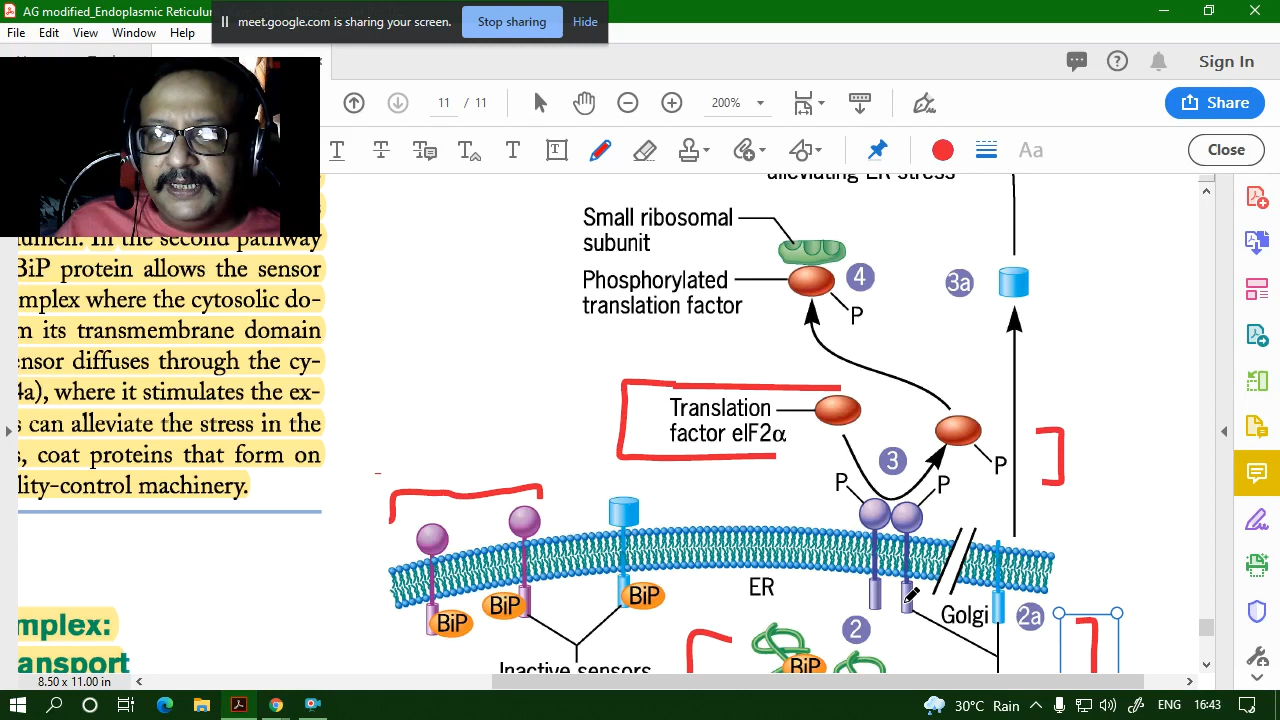 AG modified_Endoplasmic Reticulu
meet.google.com is sharing your screen.
Stop sharing
Hide
File Edit View Window Help
Sign In
11 / 11
200%
Share
Aa
Close
In the second pathway
BiP protein allows the sensor
omplex where the cytosolic do-
m its transmembrane domain
ensor diffuses through the cy-
4a), where it stimulates the ex-
s can alleviate the stress in the
s, coat proteins that form on
lity-control machinery.
mplex:
ansport
alleviating ER stress
Small ribosomal
subunit
4
Phosphorylated
translation factor
3a
P
Translation
factor eIF2α
3
P
P
P
BiP
BiP
BiP
ER
Golgi
2a
2
BiP
Inactive sensors
8.50 x 11.00 in
30°C Rain
ENG
16:43